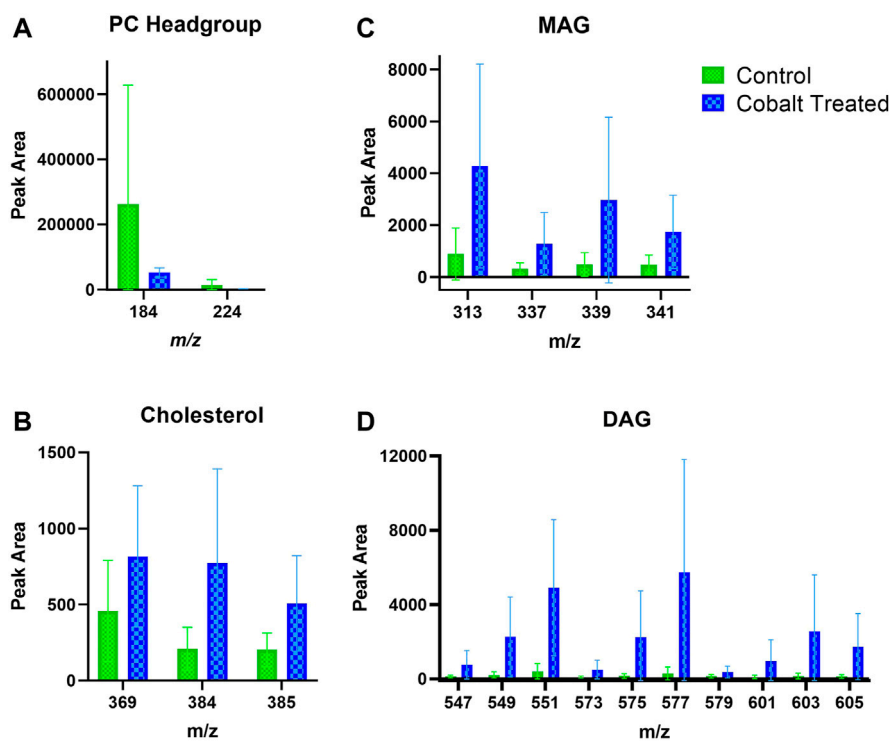 A
PC Headgroup
Peak Area
600000
400000
200000
0
184
224
m/z
C
MAG
Peak Area
8000
6000
4000
2000
0
313
337
339
341
m/z
Control
Cobalt Treated
B
Cholesterol
Peak Area
1500
1000
500
0
369
384
385
m/z
D
DAG
Peak Area
12000
8000
4000
0
547
549
551
573
575
577
579
601
603
605
m/z